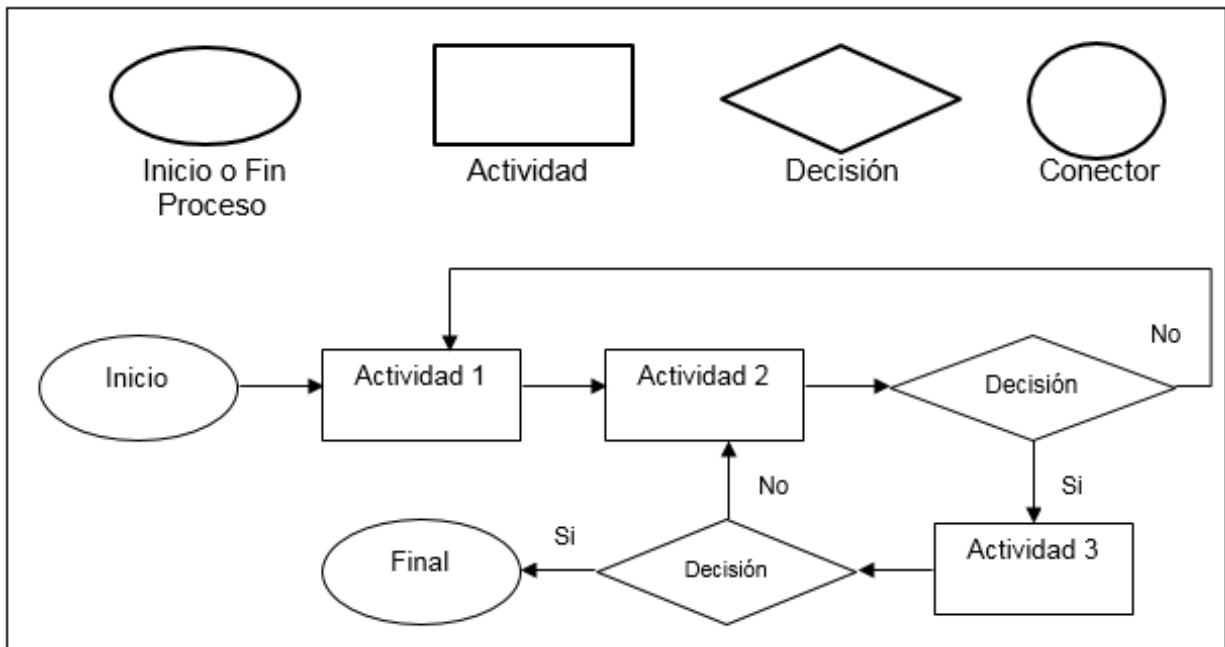 Inicio o Fin
Proceso
Actividad
Decisión
Conector
No
Inicio
Actividad 1
Actividad 2
Decisión
No
Si
Si
Final
Decisión
Actividad 3